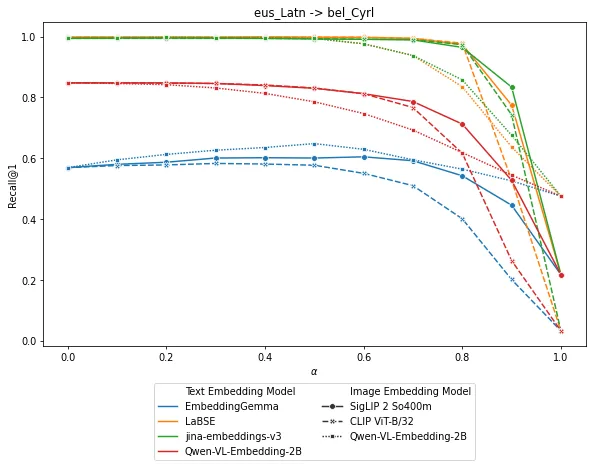 eus_Latn -> bel_Cyrl
1.0
0.8
0.6
0.4
0.2
0.0
Recall@1
0.0 0.2 0.4 0.6 0.8 1.0
α
Text Embedding Model Image Embedding Model
EmbeddingGemma SigLIP 2 So400m
LaBSE CLIP ViT-B/32
jina-embeddings-v3 Qwen-VL-Embedding-2B
Qwen-VL-Embedding-2B